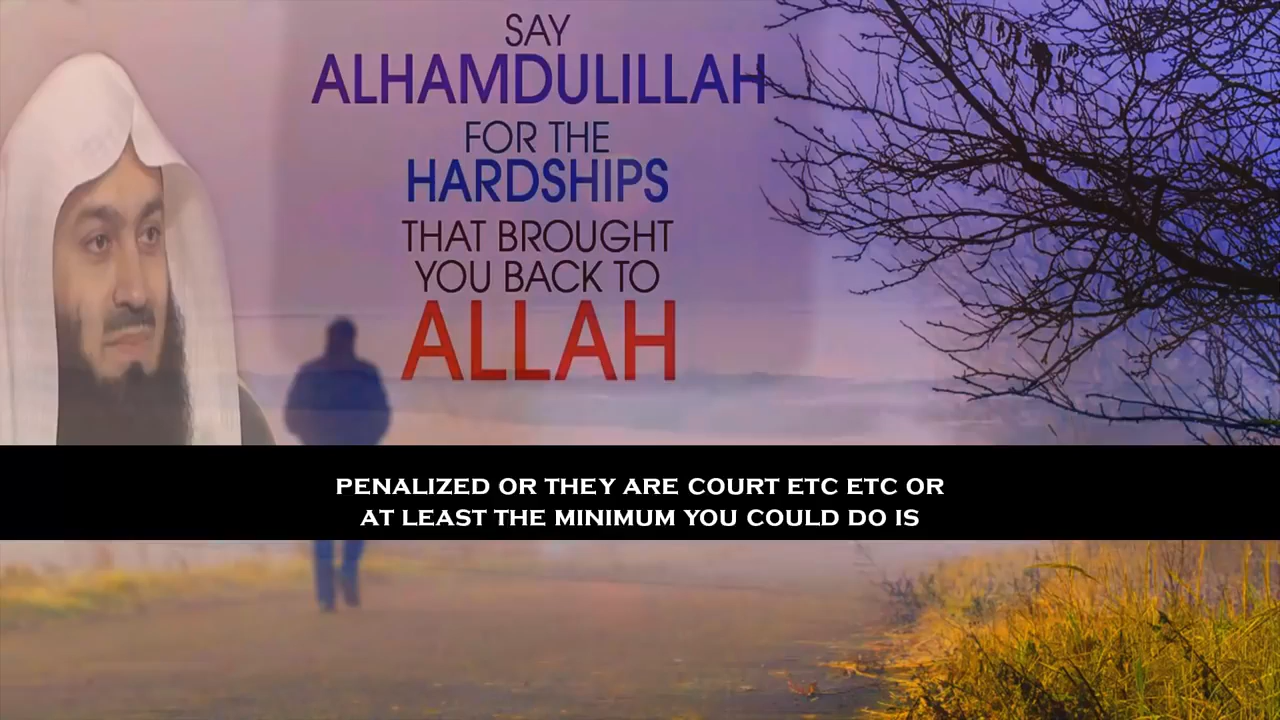 SAY
ALHAMDULILLAH
FOR THE
HARDSHIPS
THAT BROUGHT
YOU BACK TO
ALLAH
PENALIZED OR THEY ARE COURT ETC ETC OR
AT LEAST THE MINIMUM YOU COULD DO IS